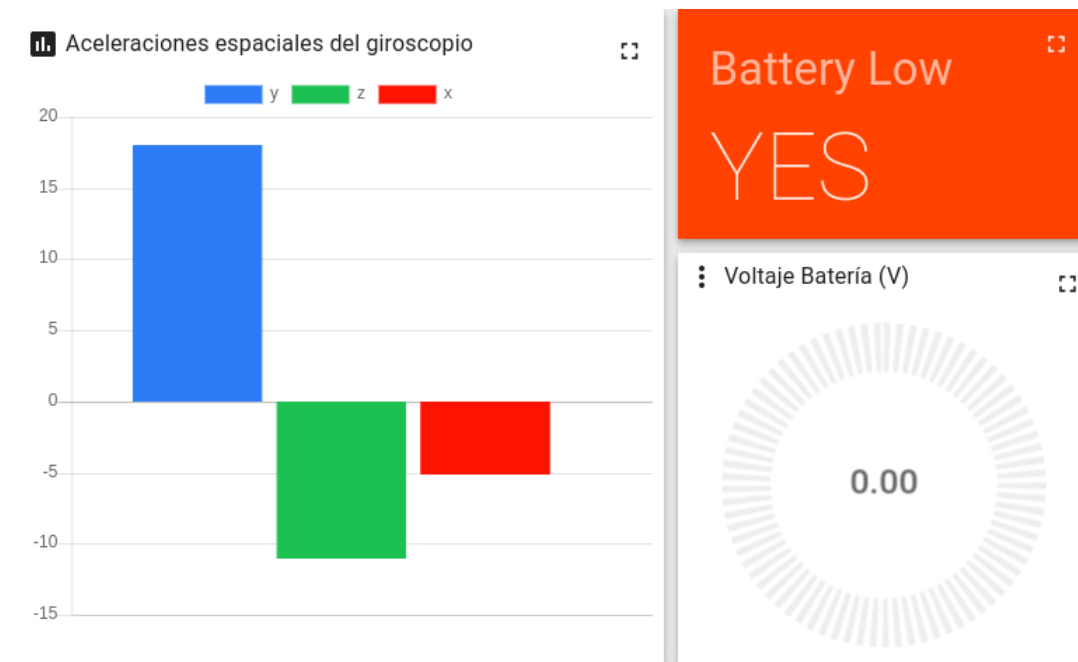 Aceleraciones espaciales del giroscopio
y z x
20
15
10
5
0
-5
-10
-15
Battery Low
YES
Voltaje Batería (V)
0.00